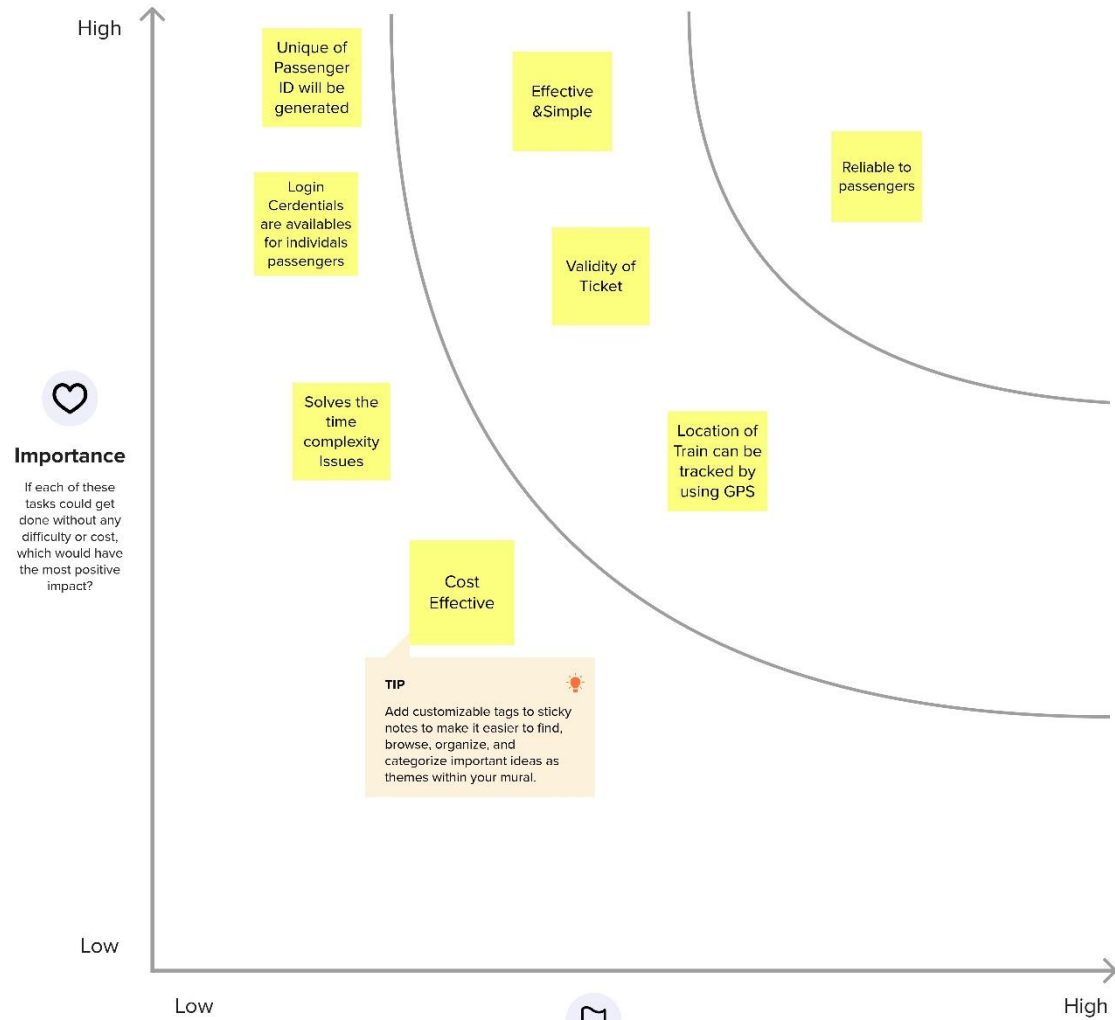 High
Unique of
Passenger
ID will be
generated
Effective
&Simple
Reliable to
passengers
Login
Cerdentials
are availables
for individals
passengers
Validity of
Ticket
Importance
If each of these
tasks could get
done without any
difficulty or cost,
which would have
the most positive
impact?
Solves the
time
complexity
Issues
Location of
Train can be
tracked by
using GPS
Cost
Effective
TIP
Add customizable tags to sticky
notes to make it easier to find,
browse, organize, and
categorize important ideas as
themes within your mural.
Low
Low
High